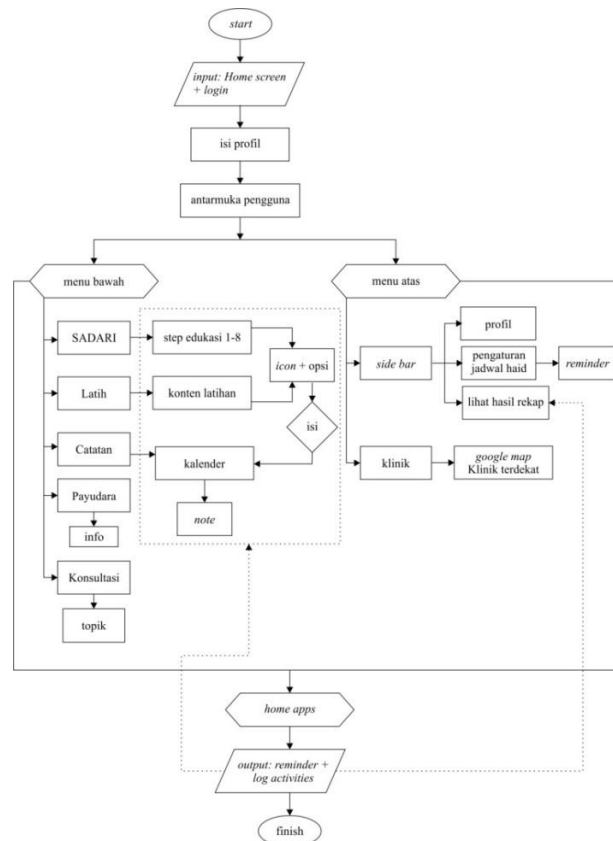 start
input: Home screen
+ login
isi profil
antarmuka pengguna
menu bawah
menu atas
SADARI
step edukasi 1-8
icon + opsi
Latih
konten latihan
isi
Catatan
kalender
note
Payudara
info
Konsultasi
topik
side bar
profil
pengaturan
jadwal haid
reminder
lihat hasil rekap
klinik
google map
Klinik terdekat
home apps
output: reminder +
log activities
finish